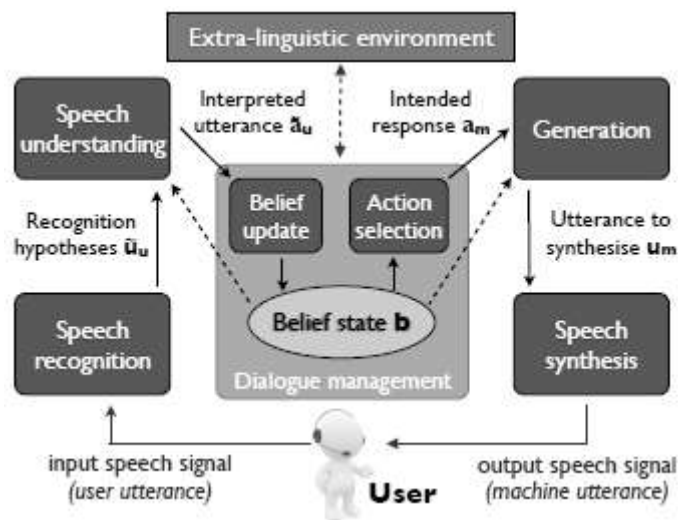 Extra-linguistic environment
Speech
understanding
Interpreted
utterance ãᵤ
Intended
response aₘ
Generation
Belief
update
Action
selection
Recognition
hypotheses ũᵤ
Utterance to
synthesise uₘ
Belief state b
Speech
recognition
Speech
synthesis
Dialogue management
input speech signal
(user utterance)
User
output speech signal
(machine utterance)